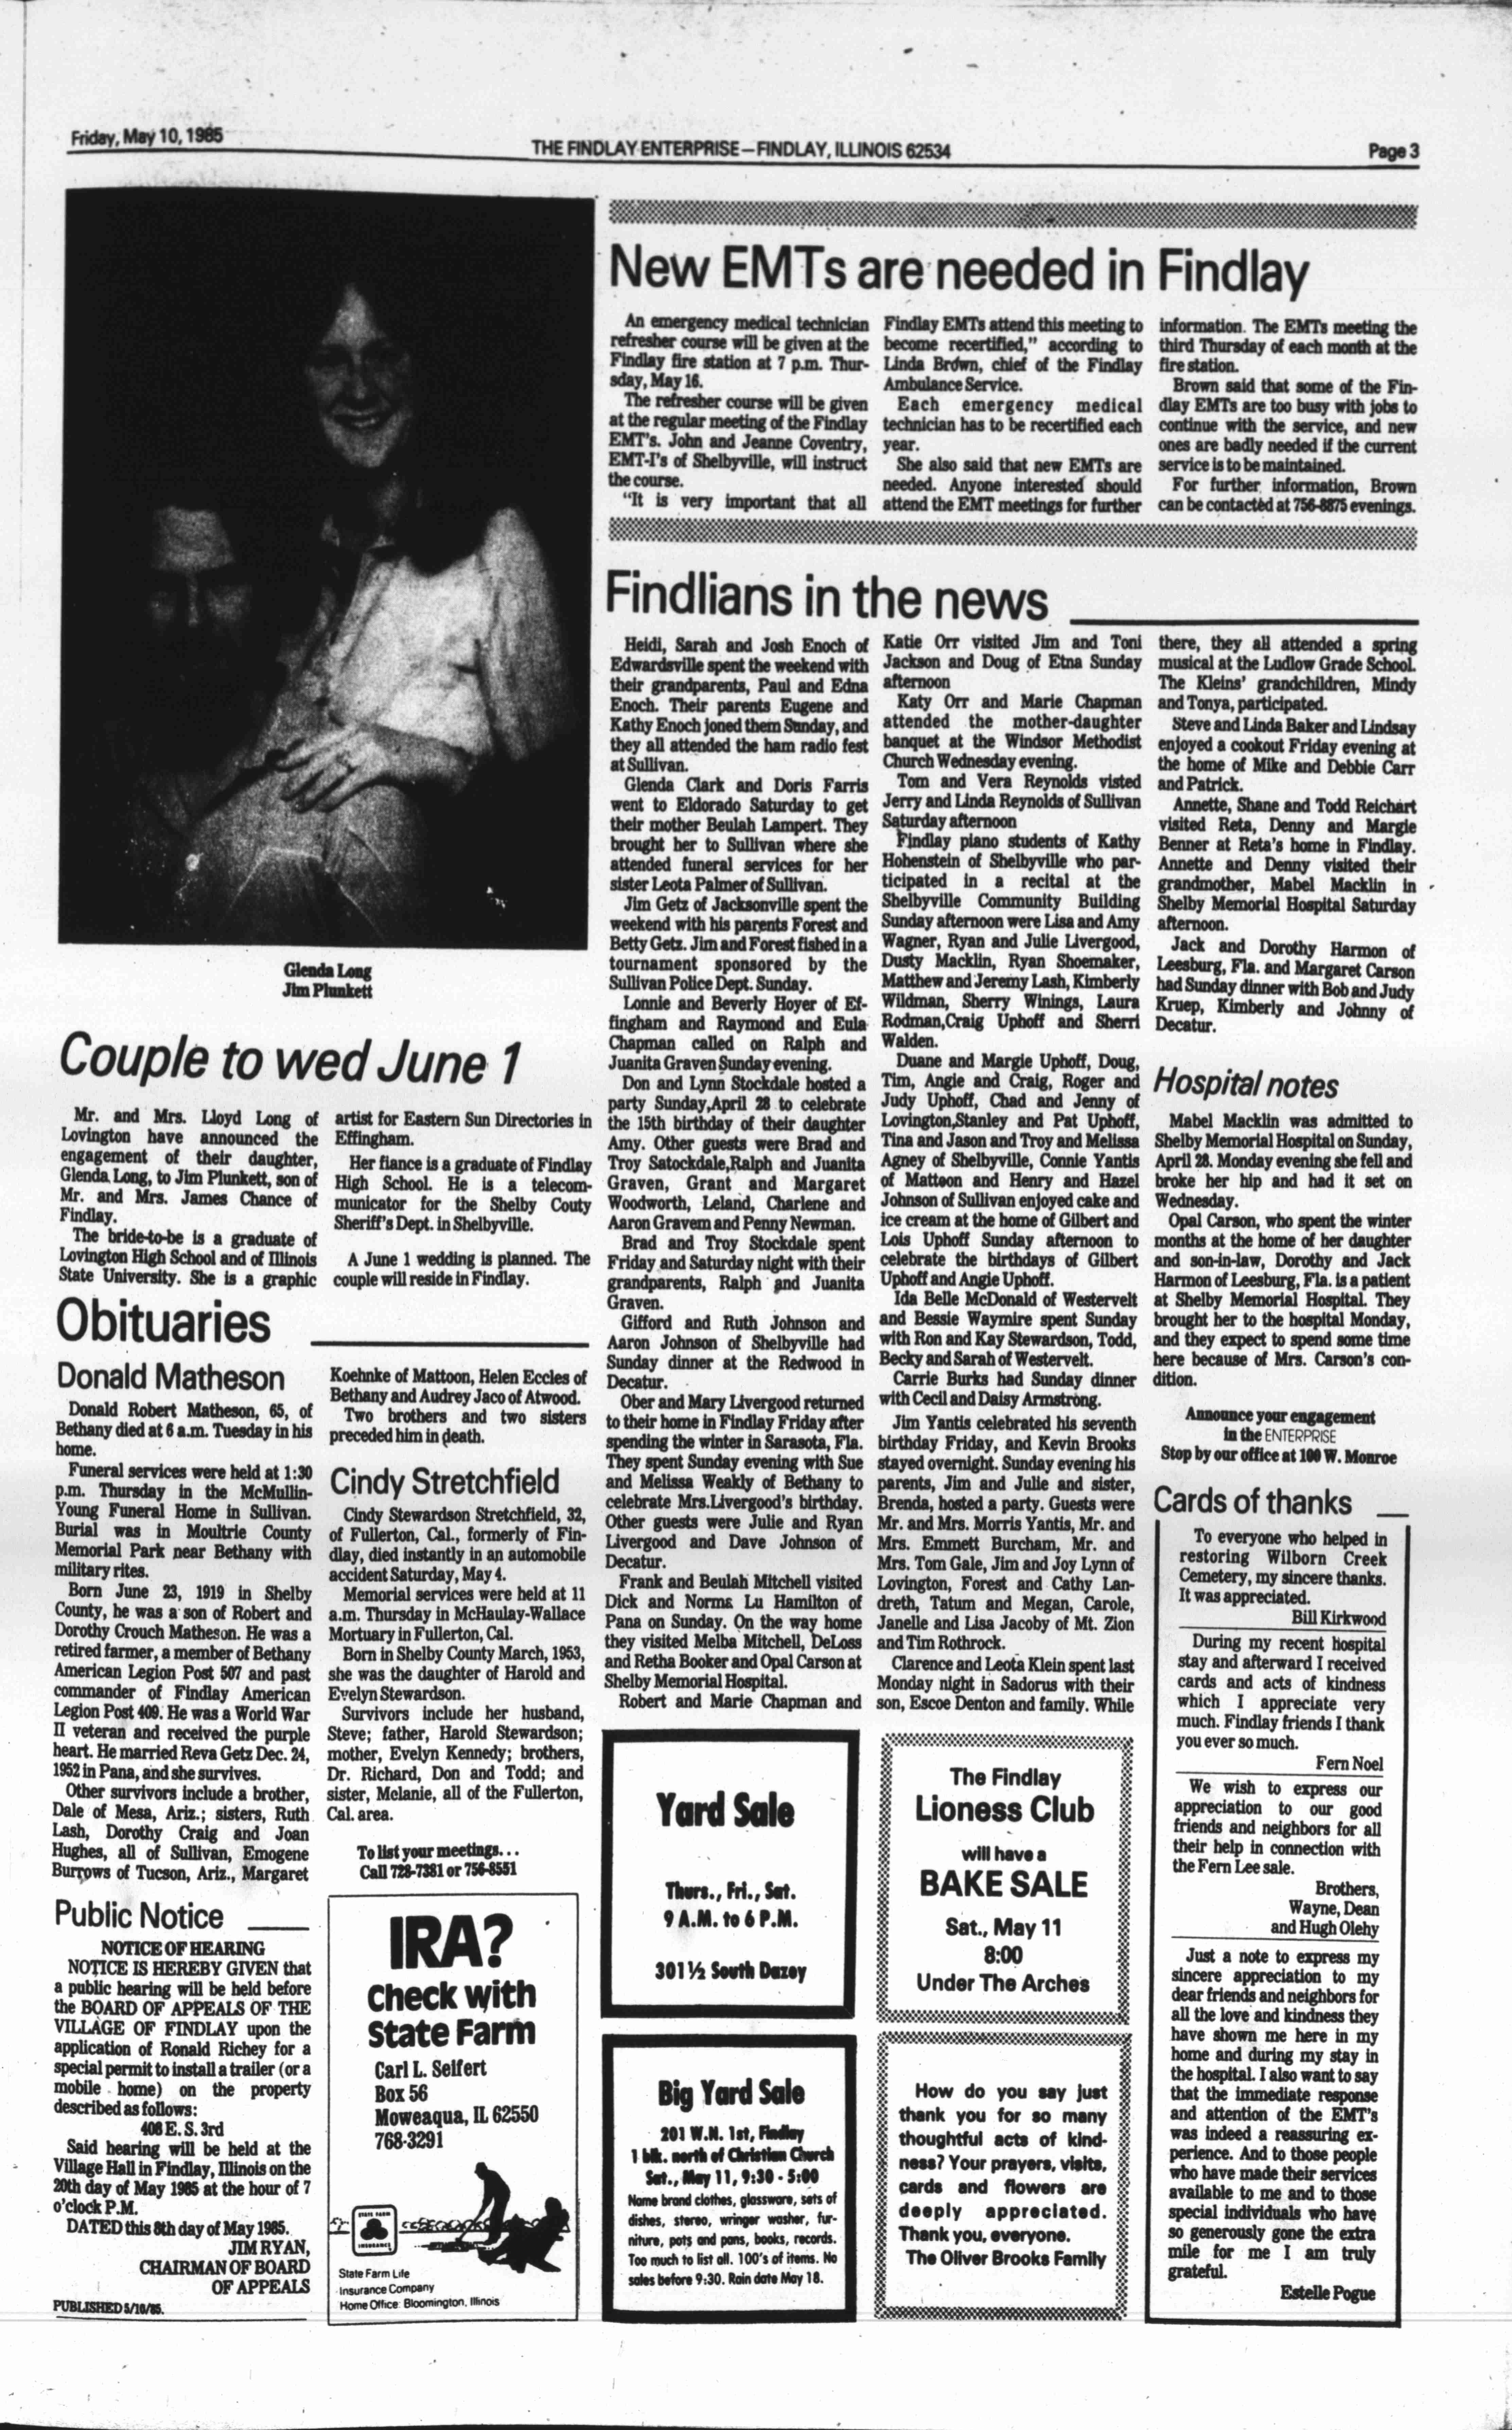 Friday, May 10, 1985
THE FINDLAY ENTERPRISE—FINDLAY, ILLINOIS 62534
Page 3
Glenda Long
Jim Plunkett
Couple to wed June 1
Mr. and Mrs. Lloyd Long of
Lovington have announced the
engagement of their daughter,
Glenda Long, to Jim Plunkett, son of
Mr. and Mrs. James Chance of
Findlay.
The bride-to-be is a graduate of
Lovington High School and of Illinois
State University. She is a graphic
artist for Eastern Sun Directories in
Effingham.
Her fiance is a graduate of Findlay
High School. He is a telecom-
municator for the Shelby Couty
Sheriff's Dept. in Shelbyville.
A June 1 wedding is planned. The
couple will reside in Findlay.
Obituaries
Donald Matheson
Donald Robert Matheson, 65, of
Bethany died at 6 a.m. Tuesday in his
home.
Funeral services were held at 1:30
p.m. Thursday in the McMullin-
Young Funeral Home in Sullivan.
Burial was in Moultrie County
Memorial Park near Bethany with
military rites.
Born June 23, 1919 in Shelby
County, he was a son of Robert and
Dorothy Crouch Matheson. He was a
retired farmer, a member of Bethany
American Legion Post 507 and past
commander of Findlay American
Legion Post 409. He was a World War
II veteran and received the purple
heart. He married Reva Getz Dec. 24,
1952 in Pana, and she survives.
Other survivors include a brother,
Dale of Mesa, Ariz.; sisters, Ruth
Lash, Dorothy Craig and Joan
Hughes, all of Sullivan, Emogene
Burrows of Tucson, Ariz., Margaret
Koehnke of Mattoon, Helen Eccles of
Bethany and Audrey Jaco of Atwood.
Two brothers and two sisters
preceded him in death.
Cindy Stretchfield
Cindy Stewardson Stretchfield, 32,
of Fullerton, Cal., formerly of Fin-
dlay, died instantly in an automobile
accident Saturday, May 4.
Memorial services were held at 11
a.m. Thursday in McHaulay-Wallace
Mortuary in Fullerton, Cal.
Born in Shelby County March, 1953,
she was the daughter of Harold and
Evelyn Stewardson.
Survivors include her husband,
Steve; father, Harold Stewardson;
mother, Evelyn Kennedy; brothers,
Dr. Richard, Don and Todd; and
sister, Melanie, all of the Fullerton,
Cal. area.
To list your meetings. . .
Call 728-7381 or 756-8551
Public Notice
NOTICE OF HEARING
NOTICE IS HEREBY GIVEN that
a public hearing will be held before
the BOARD OF APPEALS OF THE
VILLAGE OF FINDLAY upon the
application of Ronald Richey for a
special permit to install a trailer (or a
mobile home) on the property
described as follows:
406 E. S. 3rd
Said hearing will be held at the
Village Hall in Findlay, Illinois on the
20th day of May 1985 at the hour of 7
o'clock P.M.
DATED this 8th day of May 1985.
JIM RYAN,
CHAIRMAN OF BOARD
OF APPEALS
PUBLISHED 5/10/85.
IRA?
Check with
State Farm
Carl L. Seifert
Box 56
Moweaqua, IL 62550
768-3291
STATE FARM
INSURANCE
State Farm Life
Insurance Company
Home Office: Bloomington, Illinois
New EMTs are needed in Findlay
An emergency medical technician
refresher course will be given at the
Findlay fire station at 7 p.m. Thur-
sday, May 16.
The refresher course will be given
at the regular meeting of the Findlay
EMT's. John and Jeanne Coventry,
EMT-I's of Shelbyville, will instruct
the course.
"It is very important that all
Findlay EMTs attend this meeting to
become recertified," according to
Linda Brown, chief of the Findlay
Ambulance Service.
Each emergency medical
technician has to be recertified each
year.
She also said that new EMTs are
needed. Anyone interested should
attend the EMT meetings for further
information. The EMTs meeting the
third Thursday of each month at the
fire station.
Brown said that some of the Fin-
dlay EMTs are too busy with jobs to
continue with the service, and new
ones are badly needed if the current
service is to be maintained.
For further information, Brown
can be contacted at 756-8875 evenings.
Findlians in the news
Heidi, Sarah and Josh Enoch of
Edwardsville spent the weekend with
their grandparents, Paul and Edna
Enoch. Their parents Eugene and
Kathy Enoch joned them Sunday, and
they all attended the ham radio fest
at Sullivan.
Glenda Clark and Doris Farris
went to Eldorado Saturday to get
their mother Beulah Lampert. They
brought her to Sullivan where she
attended funeral services for her
sister Leota Palmer of Sullivan.
Jim Getz of Jacksonville spent the
weekend with his parents Forest and
Betty Getz. Jim and Forest fished in a
tournament sponsored by the
Sullivan Police Dept. Sunday.
Lonnie and Beverly Hoyer of Ef-
fingham and Raymond and Eula
Chapman called on Ralph and
Juanita Graven Sunday evening.
Don and Lynn Stockdale hosted a
party Sunday,April 28 to celebrate
the 15th birthday of their daughter
Amy. Other guests were Brad and
Troy Satockdale,Ralph and Juanita
Graven, Grant and Margaret
Woodworth, Leland, Charlene and
Aaron Gravem and Penny Newman.
Brad and Troy Stockdale spent
Friday and Saturday night with their
grandparents, Ralph and Juanita
Graven.
Gifford and Ruth Johnson and
Aaron Johnson of Shelbyville had
Sunday dinner at the Redwood in
Decatur.
Ober and Mary Livergood returned
to their home in Findlay Friday after
spending the winter in Sarasota, Fla.
They spent Sunday evening with Sue
and Melissa Weakly of Bethany to
celebrate Mrs.Livergood's birthday.
Other guests were Julie and Ryan
Livergood and Dave Johnson of
Decatur.
Frank and Beulah Mitchell visited
Dick and Norma Lu Hamilton of
Pana on Sunday. On the way home
they visited Melba Mitchell, DeLoss
and Retha Booker and Opal Carson at
Shelby Memorial Hospital.
Robert and Marie Chapman and
Katie Orr visited Jim and Toni
Jackson and Doug of Etna Sunday
afternoon
Katy Orr and Marie Chapman
attended the mother-daughter
banquet at the Windsor Methodist
Church Wednesday evening.
Tom and Vera Reynolds visted
Jerry and Linda Reynolds of Sullivan
Saturday afternoon
Findlay piano students of Kathy
Hohenstein of Shelbyville who par-
ticipated in a recital at the
Shelbyville Community Building
Sunday afternoon were Lisa and Amy
Wagner, Ryan and Julie Livergood,
Dusty Macklin, Ryan Shoemaker,
Matthew and Jeremy Lash, Kimberly
Wildman, Sherry Winings, Laura
Rodman,Craig Uphoff and Sherri
Walden.
Duane and Margie Uphoff, Doug,
Tim, Angie and Craig, Roger and
Judy Uphoff, Chad and Jenny of
Lovington,Stanley and Pat Uphoff,
Tina and Jason and Troy and Melissa
Agney of Shelbyville, Connie Yantis
of Mattoon and Henry and Hazel
Johnson of Sullivan enjoyed cake and
ice cream at the home of Gilbert and
Lois Uphoff Sunday afternoon to
celebrate the birthdays of Gilbert
Uphoff and Angie Uphoff.
Ida Belle McDonald of Westervelt
and Bessie Waymire spent Sunday
with Ron and Kay Stewardson, Todd,
Becky and Sarah of Westervelt.
Carrie Burks had Sunday dinner
with Cecil and Daisy Armstrong.
Jim Yantis celebrated his seventh
birthday Friday, and Kevin Brooks
stayed overnight. Sunday evening his
parents, Jim and Julie and sister,
Brenda, hosted a party. Guests were
Mr. and Mrs. Morris Yantis, Mr. and
Mrs. Emmett Burcham, Mr. and
Mrs. Tom Gale, Jim and Joy Lynn of
Lovington, Forest and Cathy Lan-
dreth, Tatum and Megan, Carole,
Janelle and Lisa Jacoby of Mt. Zion
and Tim Rothrock.
Clarence and Leota Klein spent last
Monday night in Sadorus with their
son, Escoe Denton and family. While
there, they all attended a spring
musical at the Ludlow Grade School.
The Kleins' grandchildren, Mindy
and Tonya, participated.
Steve and Linda Baker and Lindsay
enjoyed a cookout Friday evening at
the home of Mike and Debbie Carr
and Patrick.
Annette, Shane and Todd Reichart
visited Reta, Denny and Margie
Benner at Reta's home in Findlay.
Annette and Denny visited their
grandmother, Mabel Macklin in
Shelby Memorial Hospital Saturday
afternoon.
Jack and Dorothy Harmon of
Leesburg, Fla. and Margaret Carson
had Sunday dinner with Bob and Judy
Kruep, Kimberly and Johnny of
Decatur.
Hospital notes
Mabel Macklin was admitted to
Shelby Memorial Hospital on Sunday,
April 28. Monday evening she fell and
broke her hip and had it set on
Wednesday.
Opal Carson, who spent the winter
months at the home of her daughter
and son-in-law, Dorothy and Jack
Harmon of Leesburg, Fla. is a patient
at Shelby Memorial Hospital. They
brought her to the hospital Monday,
and they expect to spend some time
here because of Mrs. Carson's con-
dition.
Announce your engagement
in the ENTERPRISE
Stop by our office at 100 W. Monroe
Cards of thanks
To everyone who helped in
restoring Wilborn Creek
Cemetery, my sincere thanks.
It was appreciated.
Bill Kirkwood
During my recent hospital
stay and afterward I received
cards and acts of kindness
which I appreciate very
much. Findlay friends I thank
you ever so much.
Fern Noel
We wish to express our
appreciation to our good
friends and neighbors for all
their help in connection with
the Fern Lee sale.
Brothers,
Wayne, Dean
and Hugh Olehy
Just a note to express my
sincere appreciation to my
dear friends and neighbors for
all the love and kindness they
have shown me here in my
home and during my stay in
the hospital. I also want to say
that the immediate response
and attention of the EMT's
was indeed a reassuring ex-
perience. And to those people
who have made their services
available to me and to those
special individuals who have
so generously gone the extra
mile for me I am truly
grateful.
Estelle Pogue
Yard Sale
Thurs., Fri., Sat.
9 A.M. to 6 P.M.
301½ South Dazey
Big Yard Sale
201 W.N. 1st, Findlay
1 blk. north of Christian Church
Sat., May 11, 9:30 - 5:00
Name brand clothes, glassware, sets of
dishes, stereo, wringer washer, fur-
niture, pots and pans, books, records.
Too much to list all. 100's of items. No
sales before 9:30. Rain date May 18.
The Findlay
Lioness Club
will have a
BAKE SALE
Sat., May 11
8:00
Under The Arches
How do you say just
thank you for so many
thoughtful acts of kind-
ness? Your prayers, visits,
cards and flowers are
deeply appreciated.
Thank you, everyone.
The Oliver Brooks Family